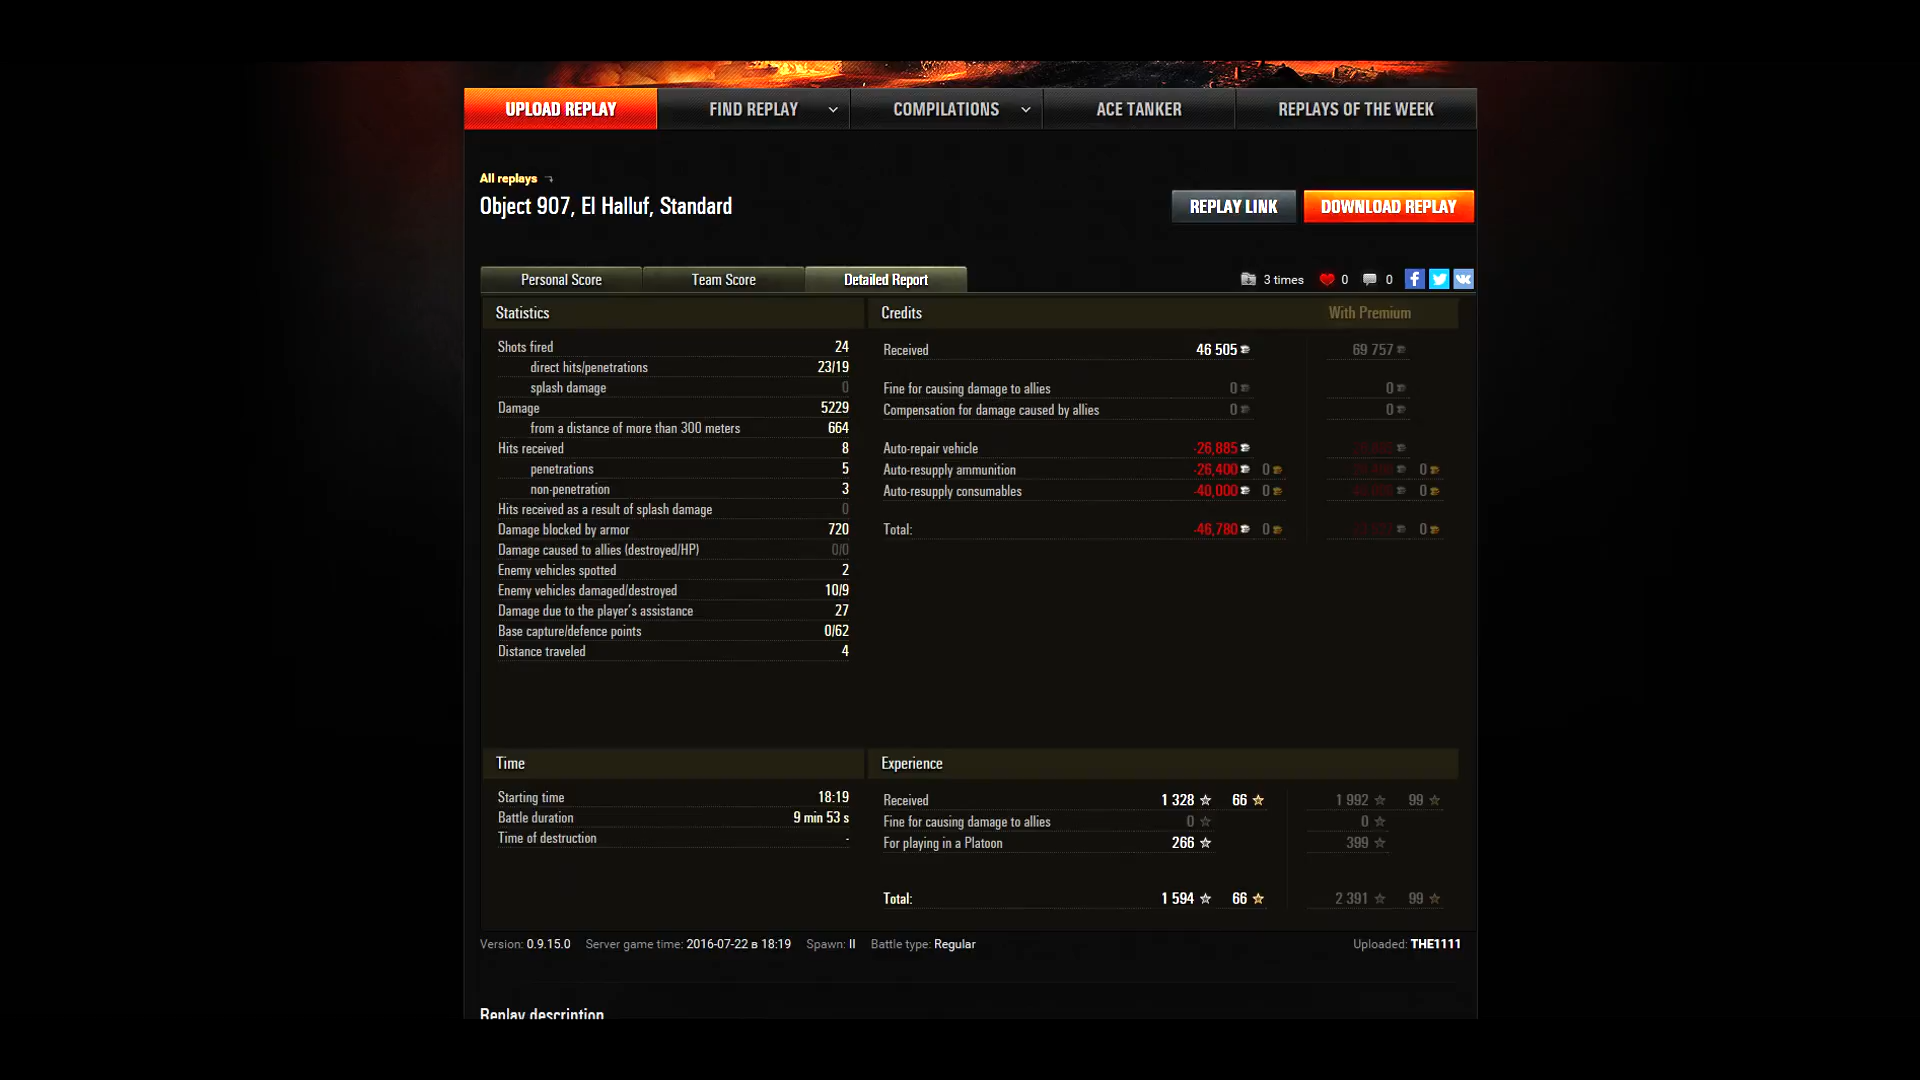 UPLOAD REPLAY FIND REPLAY COMPILATIONS ACE TANKER REPLAYS OF THE WEEK
All replays
Object 907, El Halluf, Standard
REPLAY LINK DOWNLOAD REPLAY
Personal Score Team Score Detailed Report 3 times 0 0
Statistics
Shots fired 24
direct hits/penetrations 23/19
splash damage 0
Damage 5229
from a distance of more than 300 meters 664
Hits received 8
penetrations 5
non-penetration 3
Hits received as a result of splash damage 0
Damage blocked by armor 720
Damage caused to allies (destroyed/HP) 0/0
Enemy vehicles spotted 2
Enemy vehicles damaged/destroyed 10/9
Damage due to the player's assistance 27
Base capture/defence points 0/62
Distance traveled 4
Credits With Premium
Received 46 505 69 757
Fine for causing damage to allies 0 0
Compensation for damage caused by allies 0 0
Auto-repair vehicle -26,885
Auto-resupply ammunition -26,400 0 0
Auto-resupply consumables -40,000 0 0
Total: -46,780 0 0
Time
Starting time 18:19
Battle duration 9 min 53 s
Time of destruction -
Experience
Received 1 328 66 1 992 99
Fine for causing damage to allies 0 0
For playing in a Platoon 266 399
Total: 1 594 66 2 391 99
Version: 0.9.15.0 Server game time: 2016-07-22 в 18:19 Spawn: II Battle type: Regular Uploaded: THE1111
Replay description